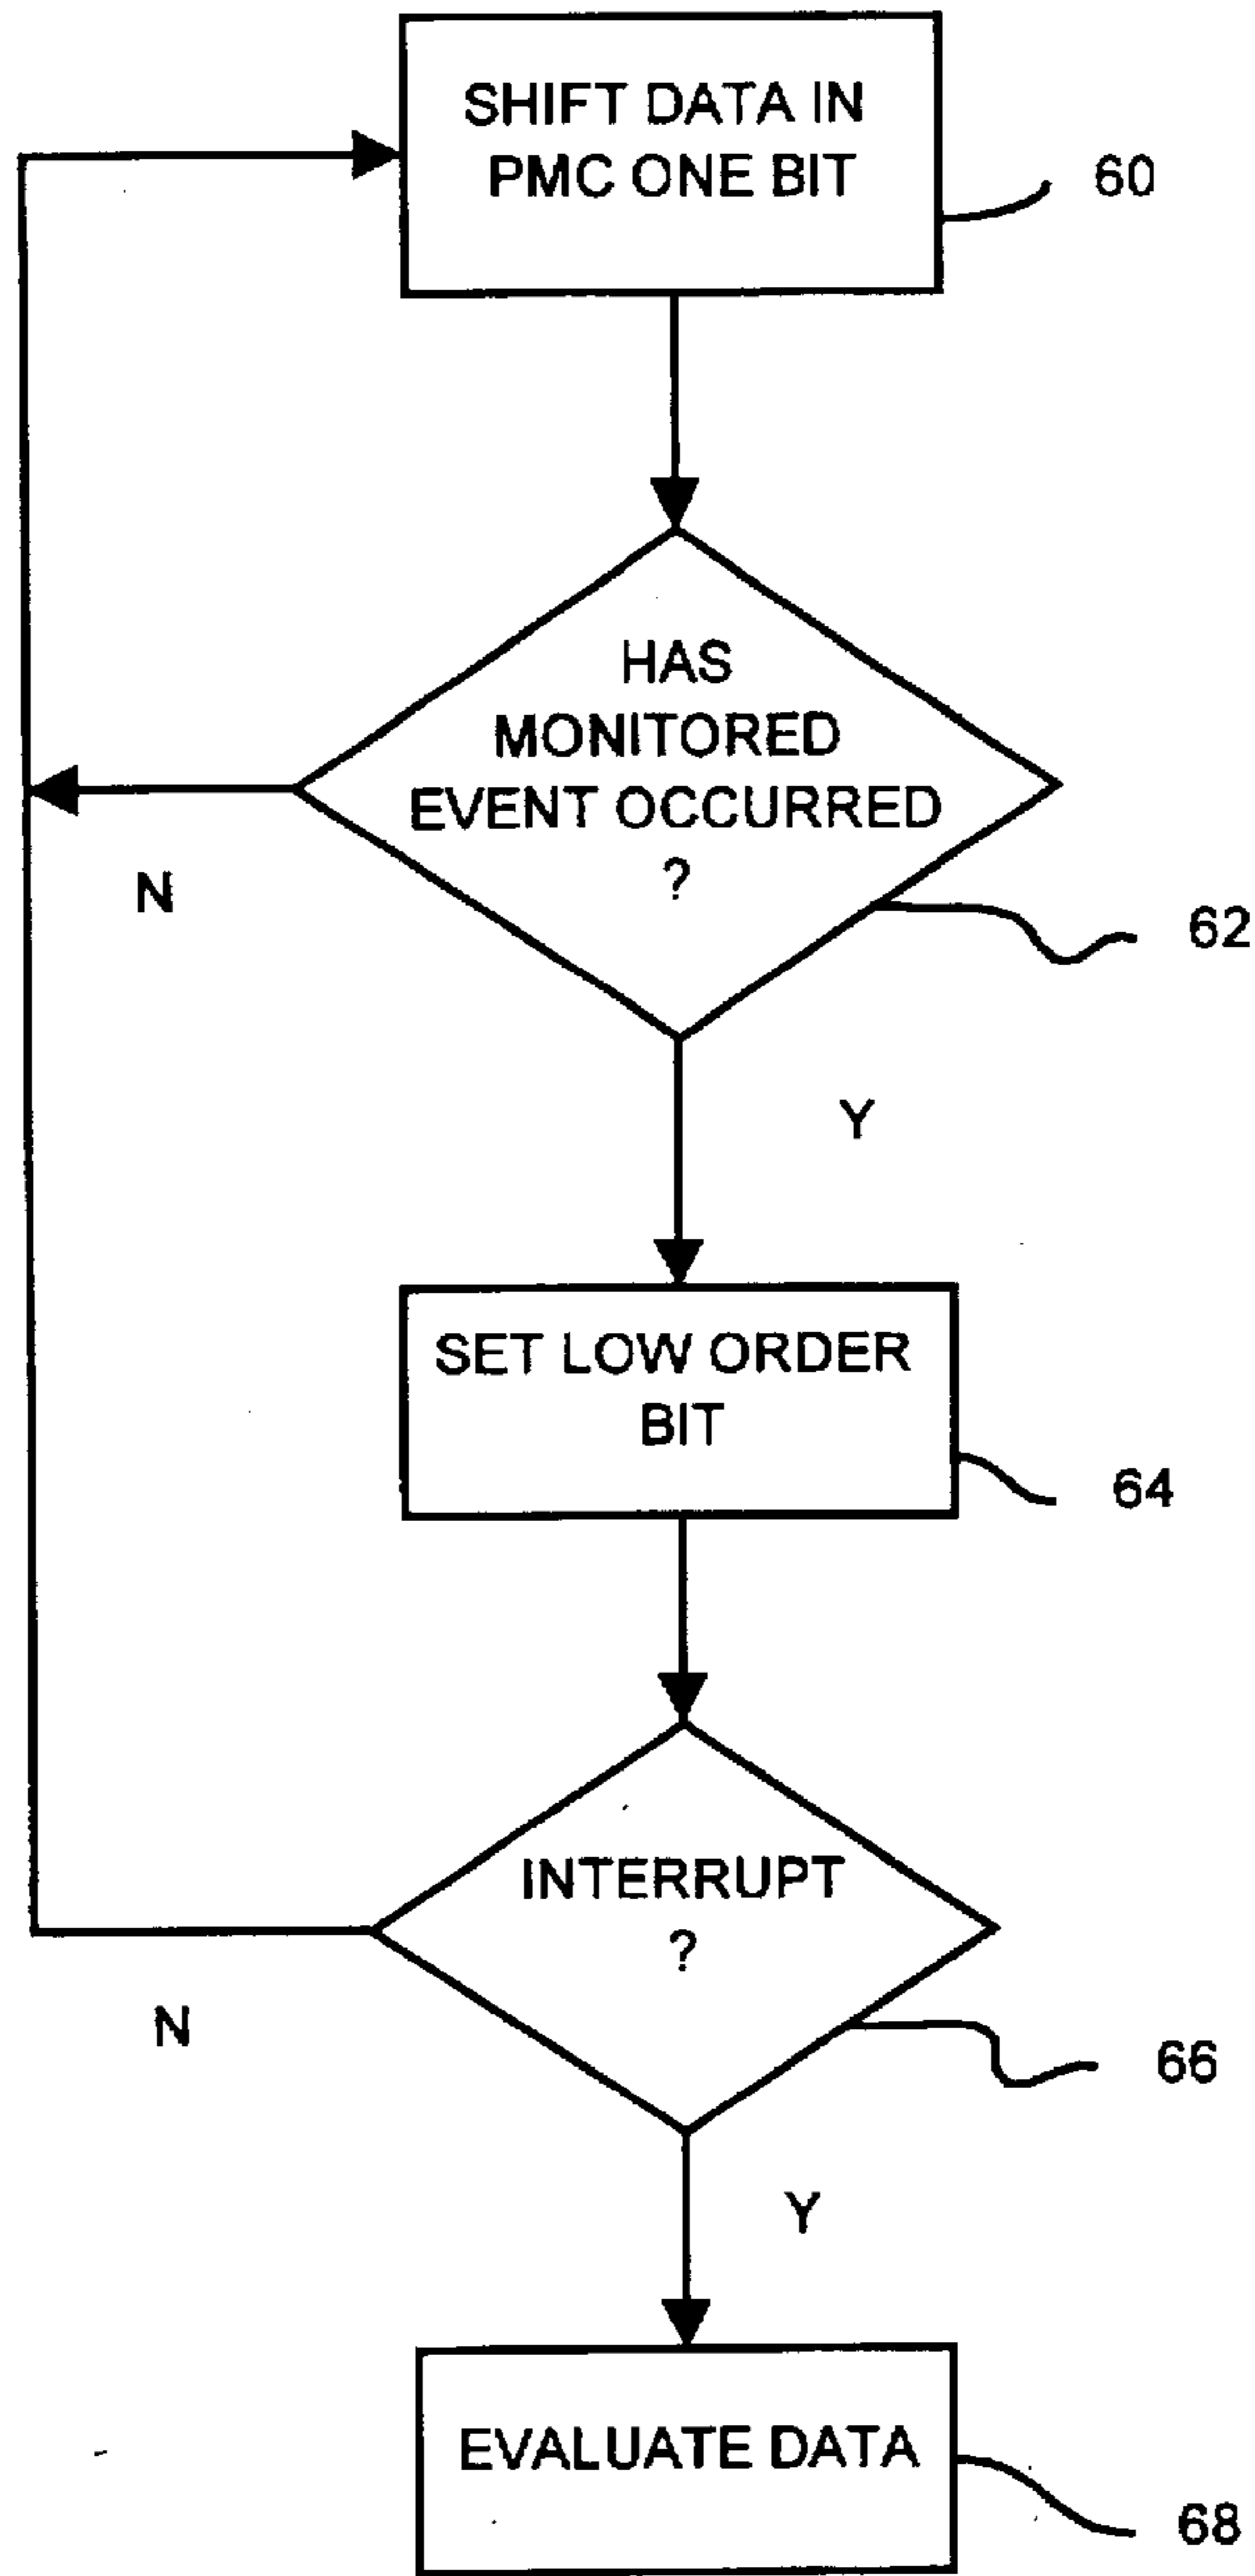 SHIFT DATA IN
PMC ONE BIT
60
HAS
MONITORED
EVENT OCCURRED
?
N
62
Y
SET LOW ORDER
BIT
64
INTERRUPT
?
N
66
Y
EVALUATE DATA
68